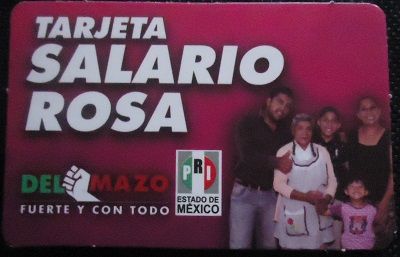 TARJETA
SALARIO
ROSA
DEL MAZO
FUERTE Y CON TODO
PRI
ESTADO DE
MÉXICO